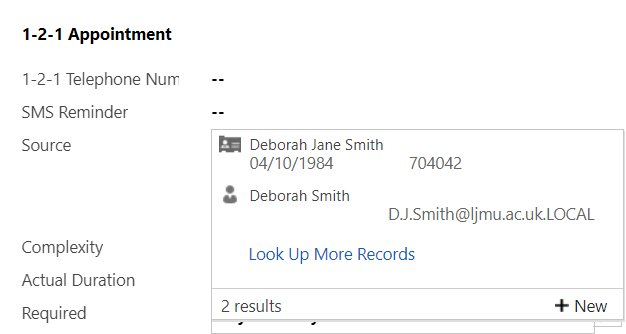 1-2-1 Appointment
1-2-1 Telephone Num --
SMS Reminder --
Source
Deborah Jane Smith
04/10/1984 704042
Deborah Smith
D.J.Smith@ljmu.ac.uk.LOCAL
Look Up More Records
Complexity
Actual Duration
2 results + New
Required